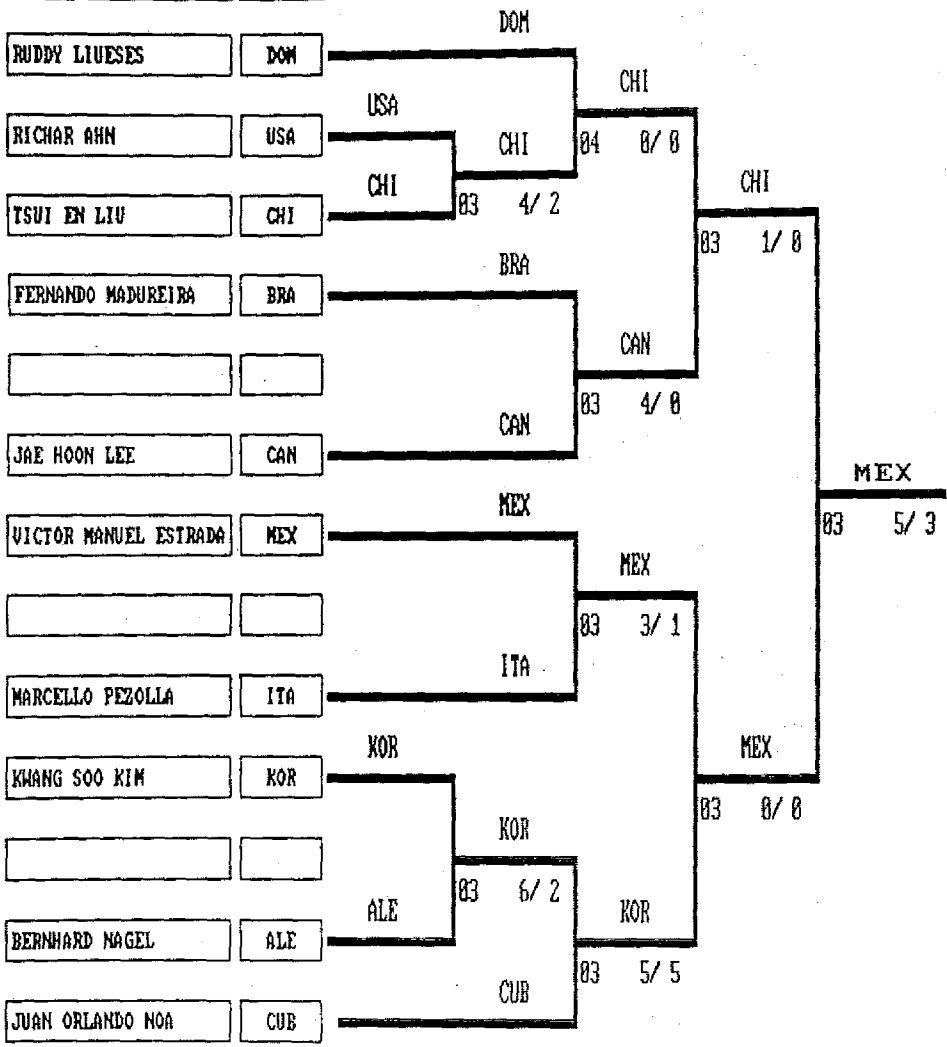 DOM
RUDDY LIUESES DOM
CHI
USA
RICHAR AHN USA
CHI
04 0/ 0
CHI
CHI
TSUI EN LIU CHI
03 4/ 2
03 1/ 0
BRA
FERNANDO MADUREIRA BRA
CAN
03 4/ 0
CAN
JAE HOON LEE CAN
MEX
MEX
VICTOR MANUEL ESTRADA MEX
03 5/ 3
MEX
03 3/ 1
ITA
MARCELLO PEZOLLA ITA
KOR
MEX
KWANG SOO KIM KOR
03 0/ 0
KOR
03 6/ 2
ALE
KOR
BERNHARD NAGEL ALE
03 5/ 5
CUB
JUAN ORLANDO NOA CUB